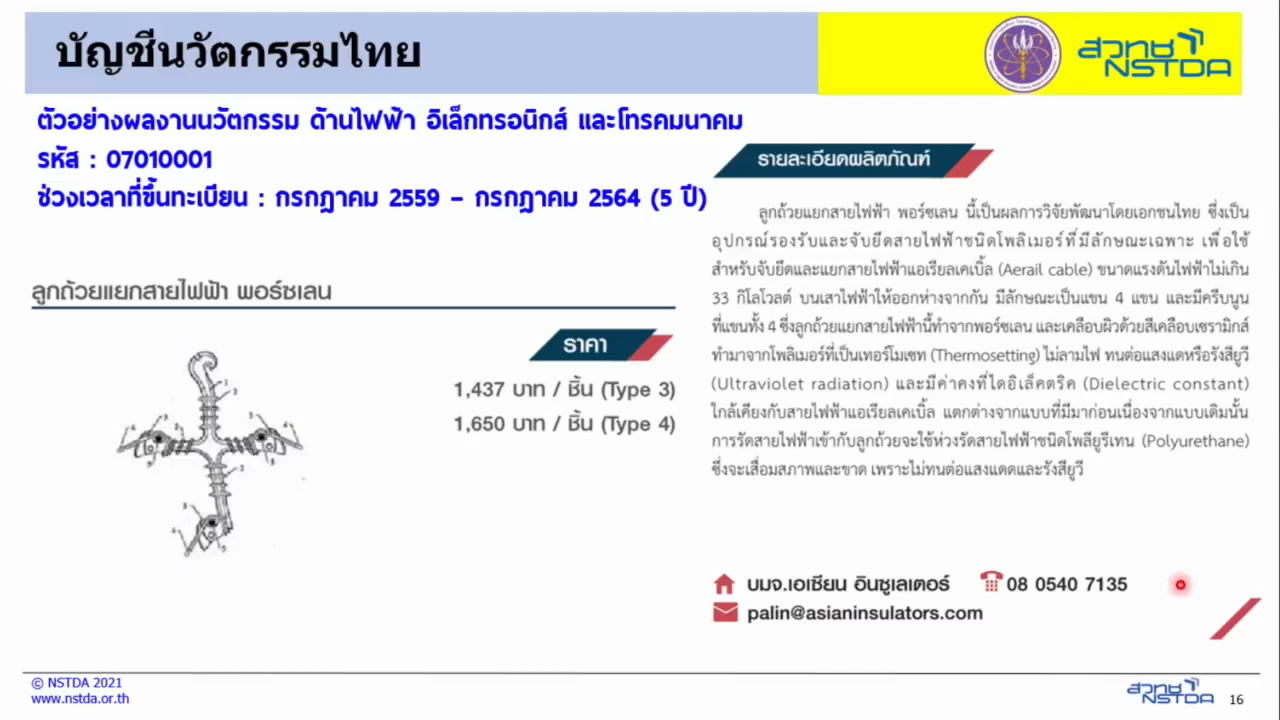 บัญชีนวัตกรรมไทย
สวทช
NSTDA
ตัวอย่างผลงานนวัตกรรม ด้านไฟฟ้า อิเล็กทรอนิกส์ และโทรคมนาคม
รหัส : 07010001
ช่วงเวลาที่ขึ้นทะเบียน : กรกฎาคม 2559 – กรกฎาคม 2564 (5 ปี)
ลูกถ้วยแยกสายไฟฟ้า พอร์ซเลน
ราคา
1,437 บาท / ชิ้น (Type 3)
1,650 บาท / ชิ้น (Type 4)
รายละเอียดผลิตภัณฑ์
ลูกถ้วยแยกสายไฟฟ้า พอร์ซเลน นี้เป็นผลการวิจัยพัฒนาโดยเอกชนไทย ซึ่งเป็น
อุปกรณ์รองรับและจับยึดสายไฟฟ้าชนิดโพลิเมอร์ที่มีลักษณะเฉพาะ เพื่อใช้
สำหรับจับยึดและแยกสายไฟฟ้าแอเรียลเคเบิ้ล (Aerail cable) ขนาดแรงดันไฟฟ้าไม่เกิน
33 กิโลโวลต์ บนเสาไฟฟ้าให้ออกห่างจากกัน มีลักษณะเป็นแขน 4 แขน และมีครีบนูน
ที่แขนทั้ง 4 ซึ่งลูกถ้วยแยกสายไฟฟ้านี้ทำจากพอร์ซเลน และเคลือบผิวด้วยสีเคลือบเซรามิกส์
ทำมาจากโพลิเมอร์ที่เป็นเทอร์โมเซท (Thermosetting) ไม่ลามไฟ ทนต่อแสงแดหรือรังสียูวี
(Ultraviolet radiation) และมีค่าคงที่ไดอิเล็คตริค (Dielectric constant)
ใกล้เคียงกับสายไฟฟ้าแอเรียลเคเบิ้ล แตกต่างจากแบบที่มีมาก่อนเนื่องจากแบบเดิมนั้น
การรัดสายไฟฟ้าเข้ากับลูกถ้วยจะใช้ห่วงรัดสายไฟฟ้าชนิดโพลียูรีเทน (Polyurethane)
ซึ่งจะเสื่อมสภาพและขาด เพราะไม่ทนต่อแสงแดดและรังสียูวี
บมจ.เอเซียน อินซูเลเตอร์ 08 0540 7135
palin@asianinsulators.com
© NSTDA 2021
www.nstda.or.th
สวทช
NSTDA
16